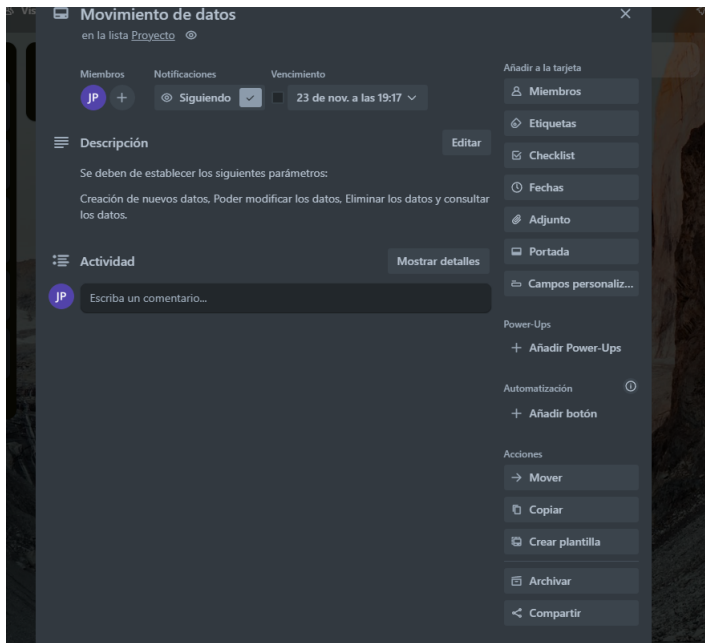 Vis
Movimiento de datos
en la lista Proyecto
Miembros
Notificaciones
Vencimiento
JP
Siguiendo
23 de nov. a las 19:17
Descripción
Editar
Se deben de establecer los siguientes parámetros:
Creación de nuevos datos, Poder modificar los datos, Eliminar los datos y consultar
los datos.
Actividad
Mostrar detalles
JP
Escriba un comentario...
Añadir a la tarjeta
Miembros
Etiquetas
Checklist
Fechas
Adjunto
Portada
Campos personaliz...
Power-Ups
+ Añadir Power-Ups
Automatización
+ Añadir botón
Acciones
Mover
Copiar
Crear plantilla
Archivar
Compartir